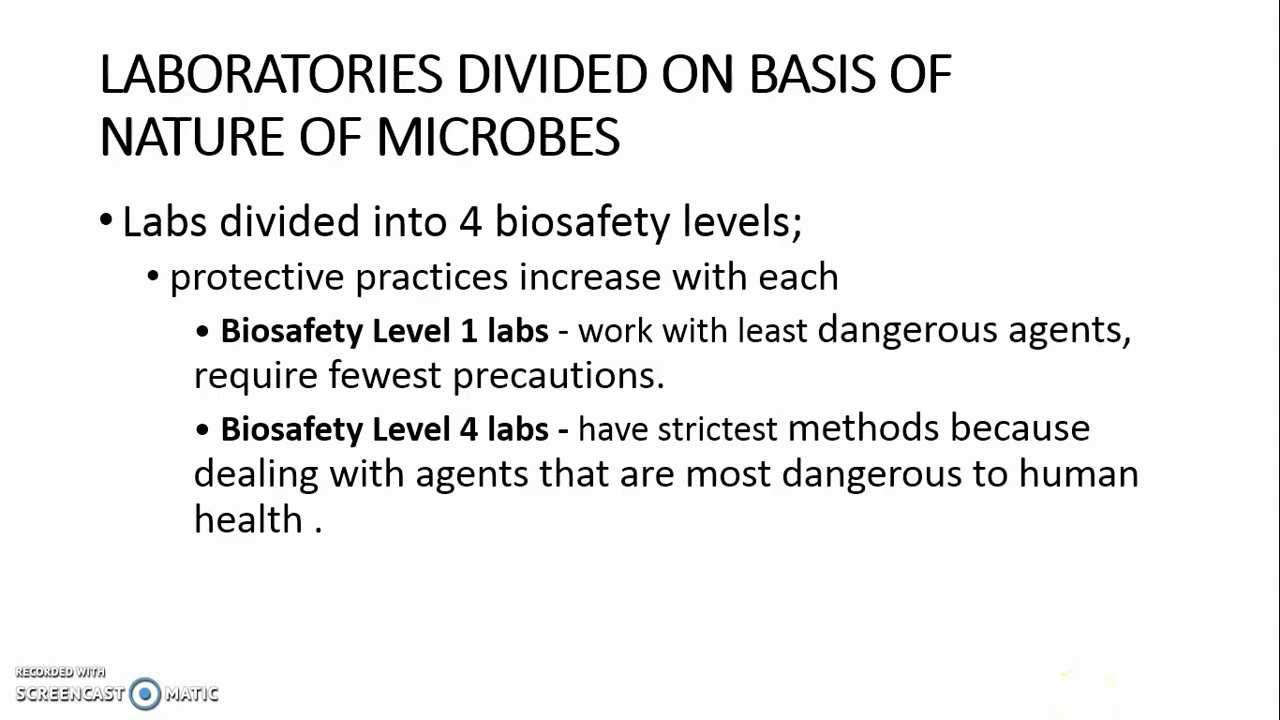 LABORATORIES DIVIDED ON BASIS OF
NATURE OF MICROBES
• Labs divided into 4 biosafety levels;
• protective practices increase with each
• Biosafety Level 1 labs - work with least dangerous agents,
require fewest precautions.
• Biosafety Level 4 labs - have strictest methods because
dealing with agents that are most dangerous to human
health .
RECORDED WITH
SCREENCAST MATIC